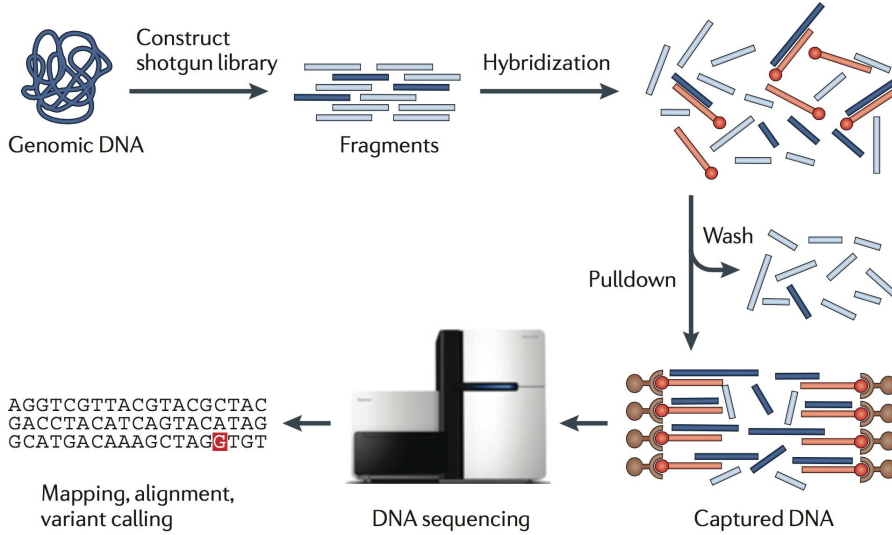 Construct
shotgun library
Genomic DNA
Fragments
Hybridization
Wash
Pulldown
Captured DNA
DNA sequencing
AGGTCGTTACGTACGCTAC
GACCTACATCAGTACATAG
GCATGACAAAGCTAGGTGT
Mapping, alignment,
variant calling